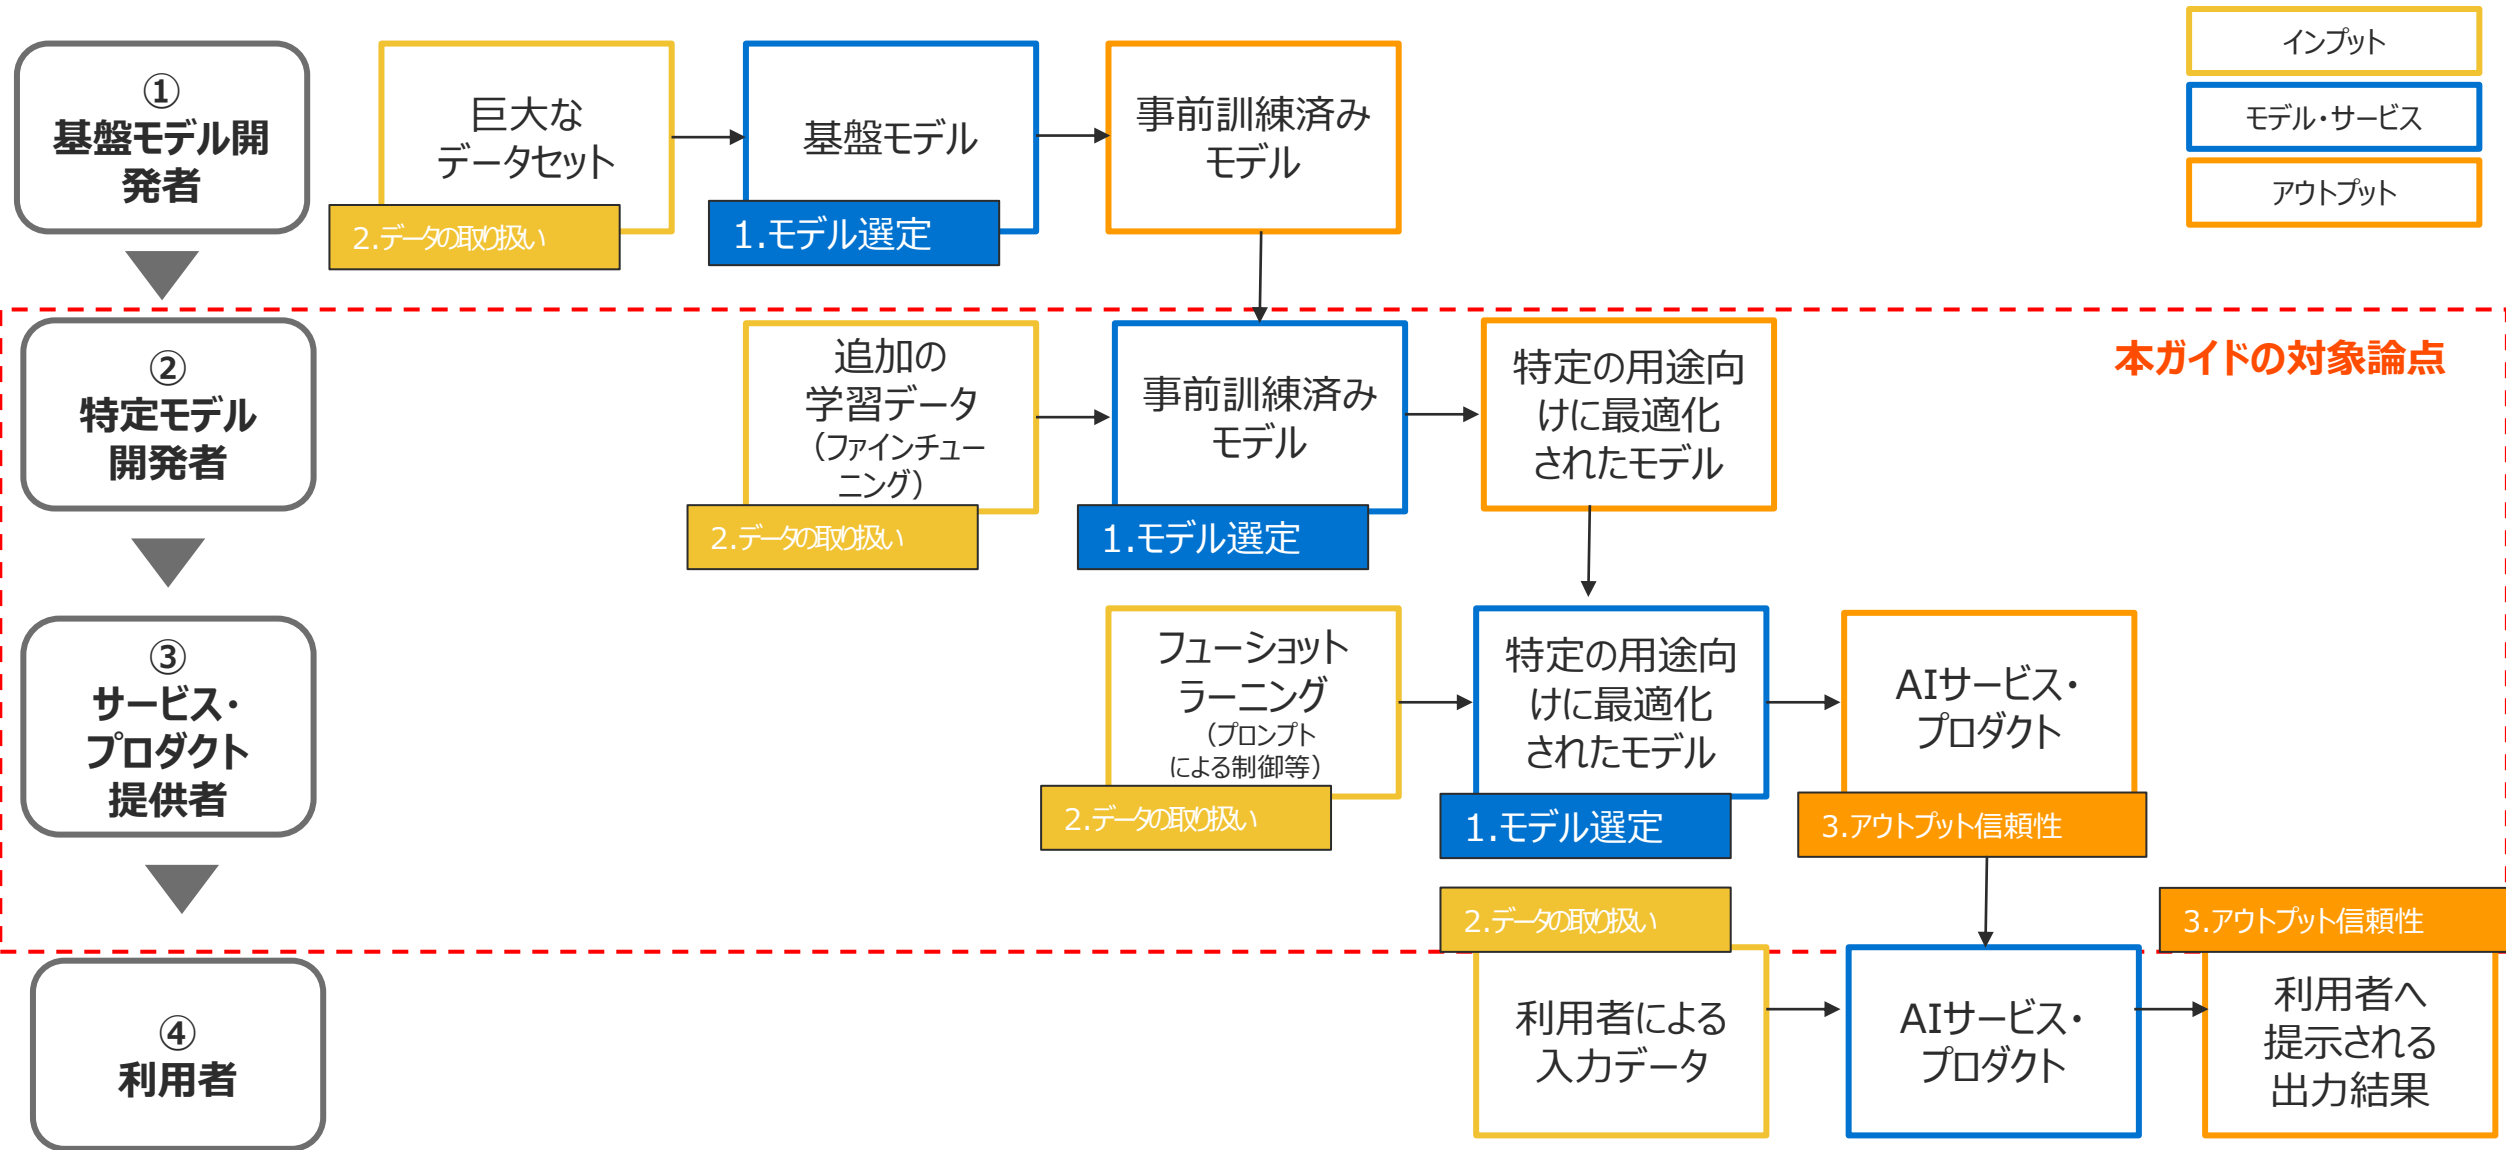 インプット
モデル・サービス
アウトプット
①
基盤モデル開
発者
巨大な
データセット
2.データの取り扱い
基盤モデル
1.モデル選定
事前訓練済み
モデル
本ガイドの対象論点
②
特定モデル
開発者
追加の
学習データ
（ファインチュー
ニング）
2.データの取り扱い
事前訓練済み
モデル
1.モデル選定
特定の用途向
けに最適化
されたモデル
③
サービス・
プロダクト
提供者
フューショット
ラーニング
（プロンプト
による制御等）
2.データの取り扱い
特定の用途向
けに最適化
されたモデル
1.モデル選定
AIサービス・
プロダクト
3.アウトプット信頼性
④
利用者
2.データの取り扱い
利用者による
入力データ
AIサービス・
プロダクト
3.アウトプット信頼性
利用者へ
提示される
出力結果